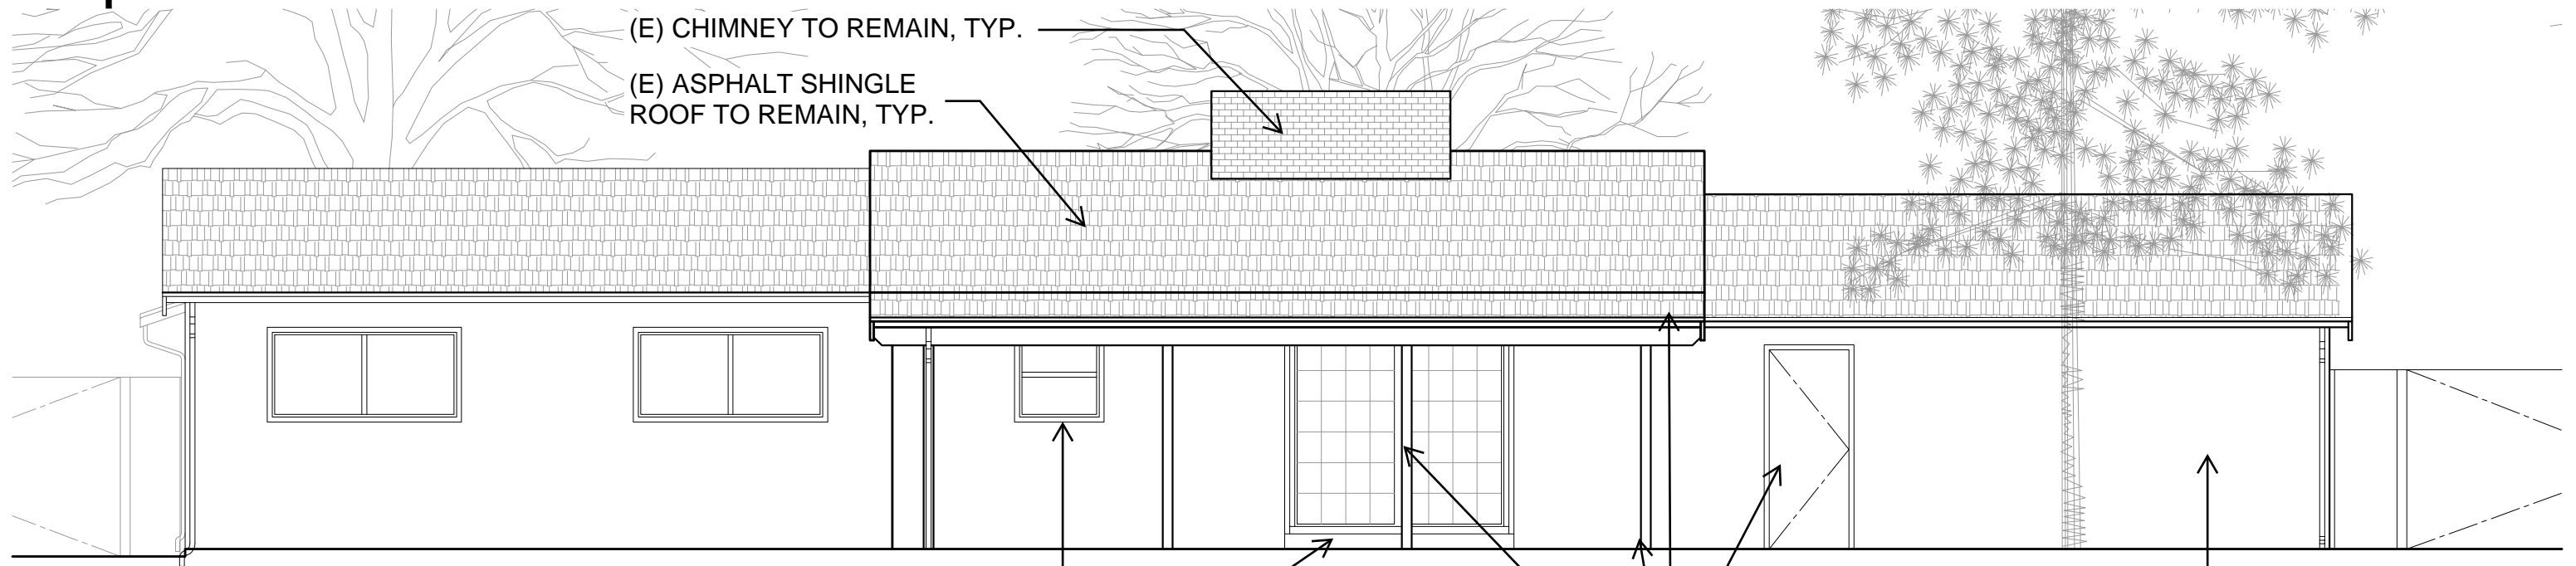 (E) CHIMNEY TO REMAIN, TYP.
(E) ASPHALT SHINGLE
ROOF TO REMAIN, TYP.